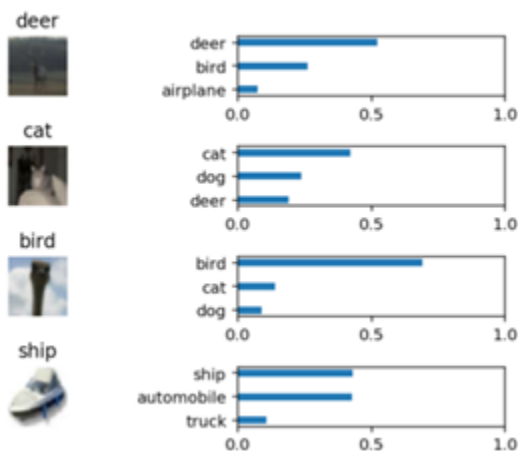 deer
deer
bird
airplane
0.0 0.5 1.0
cat
cat
dog
deer
0.0 0.5 1.0
bird
bird
cat
dog
0.0 0.5 1.0
ship
ship
automobile
truck
0.0 0.5 1.0